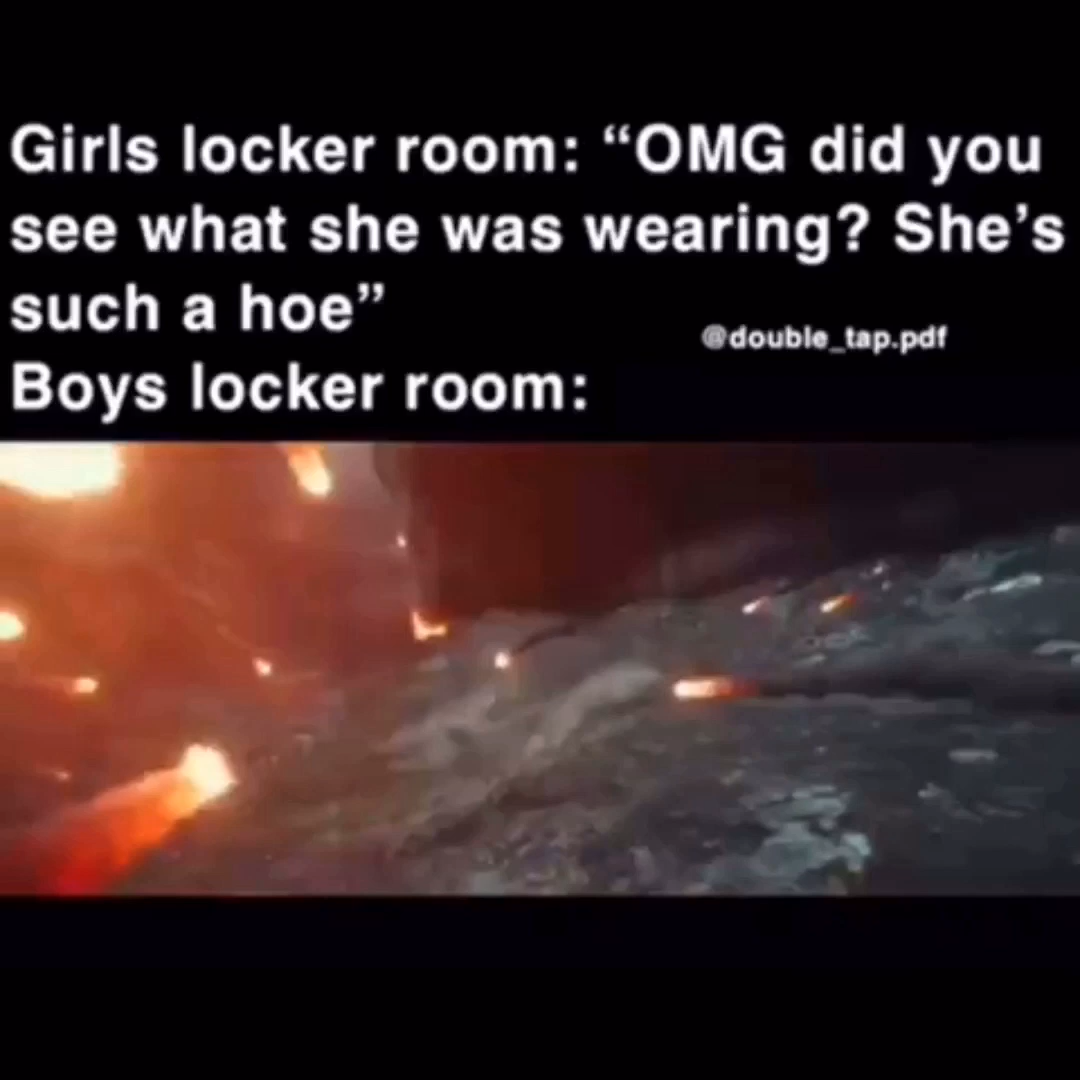 Girls locker room: “OMG did you
see what she was wearing? She’s
such a hoe”
@double_tap.pdf
Boys locker room: